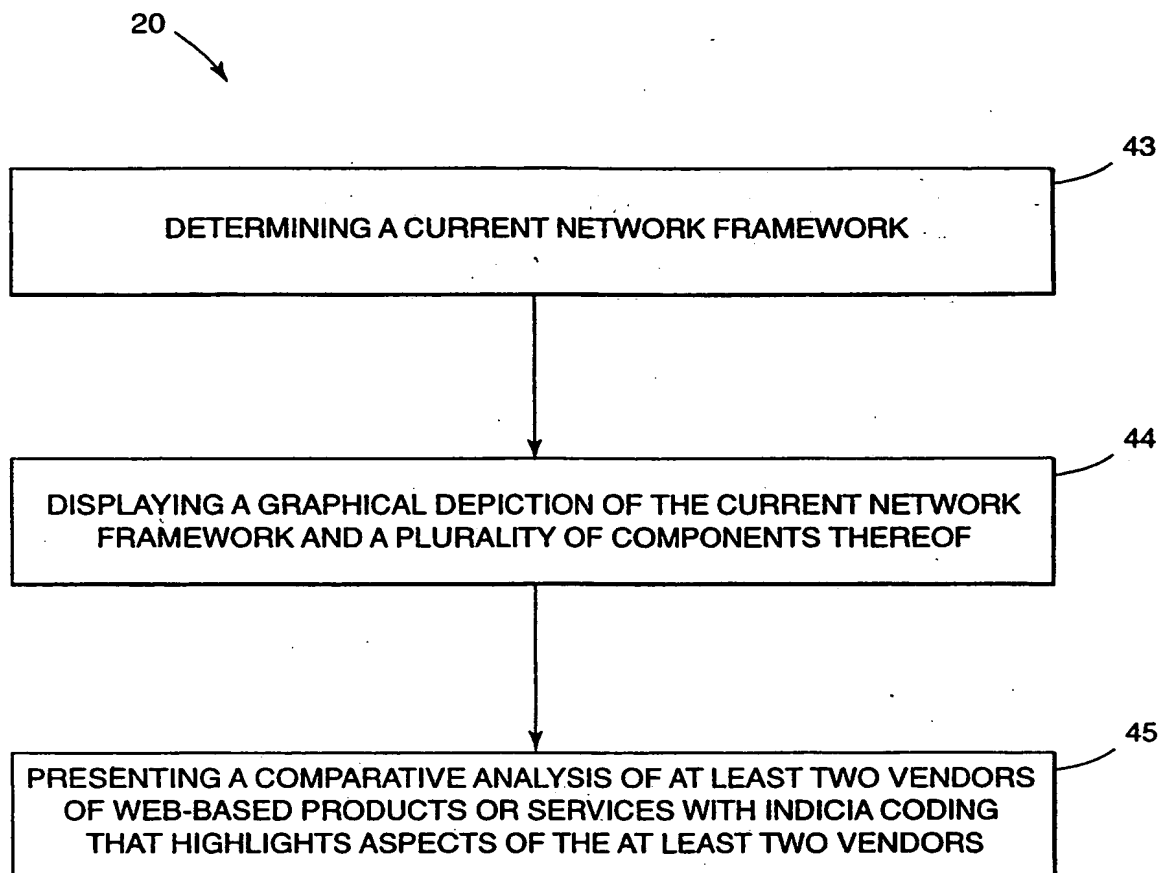 20
43
DETERMINING A CURRENT NETWORK FRAMEWORK
44
DISPLAYING A GRAPHICAL DEPICTION OF THE CURRENT NETWORK
FRAMEWORK AND A PLURALITY OF COMPONENTS THEREOF
45
PRESENTING A COMPARATIVE ANALYSIS OF AT LEAST TWO VENDORS
OF WEB-BASED PRODUCTS OR SERVICES WITH INDICIA CODING
THAT HIGHLIGHTS ASPECTS OF THE AT LEAST TWO VENDORS